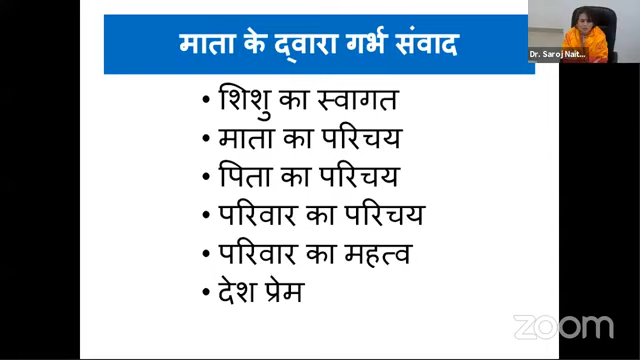 माता के द्वारा गर्भ संवाद
Dr. Saroj Nait...
• शिशु का स्वागत
• माता का परिचय
• पिता का परिचय
• परिवार का परिचय
• परिवार का महत्व
• देश प्रेम
zoom